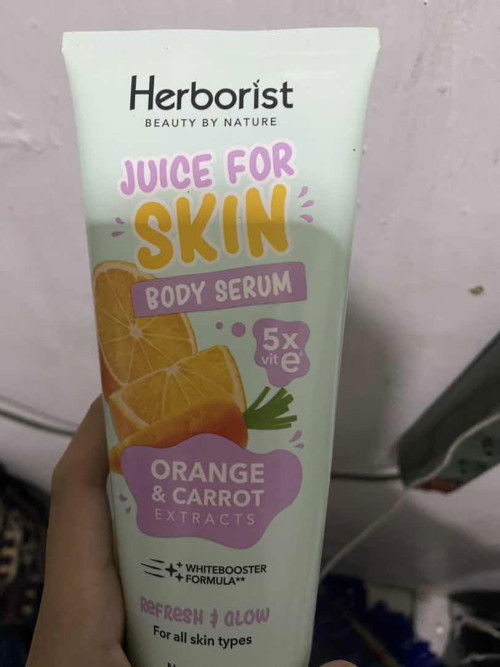 Herborist
BEAUTY BY NATURE
JUICE FOR
SKIN
BODY SERUM
5x
vit e
ORANGE
& CARROT
EXTRACTS
WHITEBOOSTER
FORMULA**
REFRESH & GLOW
For all skin types